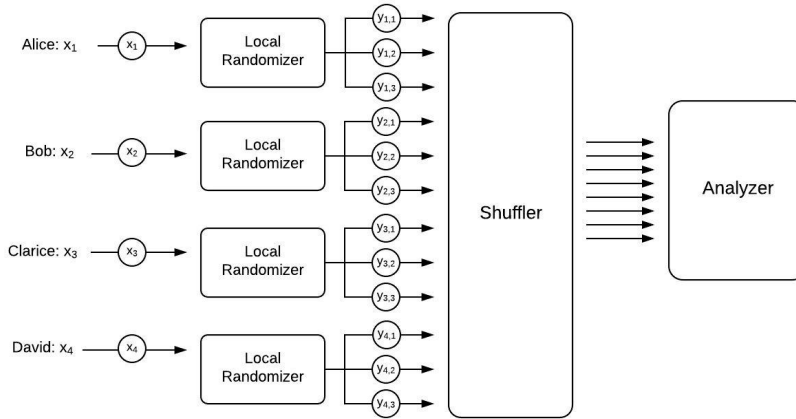 Alice: x₁
x₁
Local
Randomizer
y₁,₁
y₁,₂
y₁,₃
Bob: x₂
x₂
Local
Randomizer
y₂,₁
y₂,₂
y₂,₃
Clarice: x₃
x₃
Local
Randomizer
y₃,₁
y₃,₂
y₃,₃
David: x₄
x₄
Local
Randomizer
y₄,₁
y₄,₂
y₄,₃
Shuffler
Analyzer